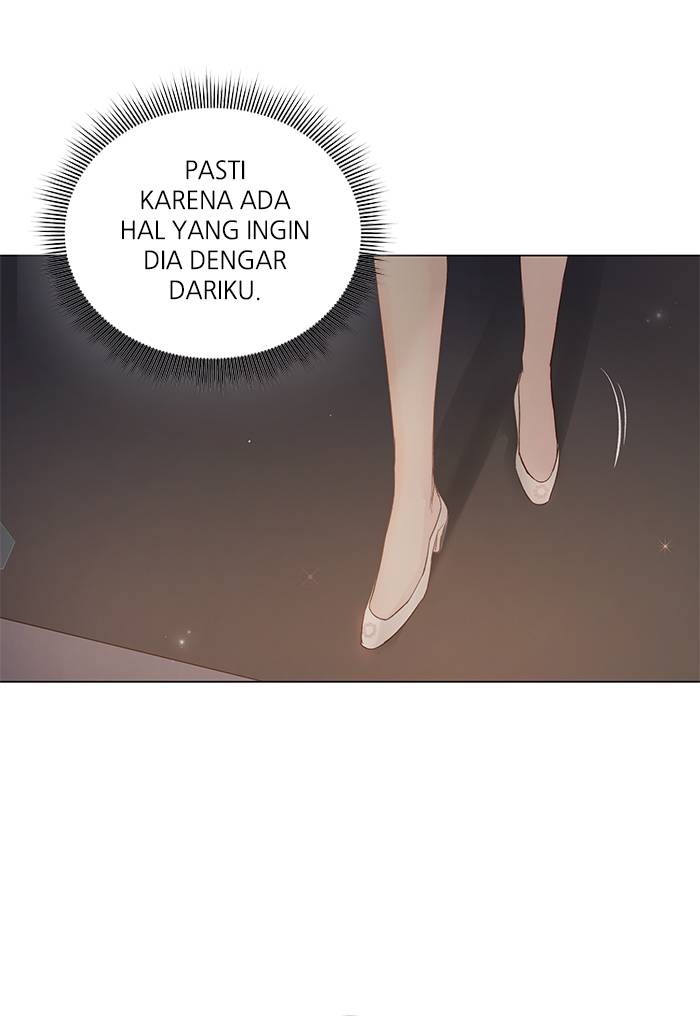 PASTI
KARENA ADA
HAL YANG INGIN
DIA DENGAR
DARIKU.